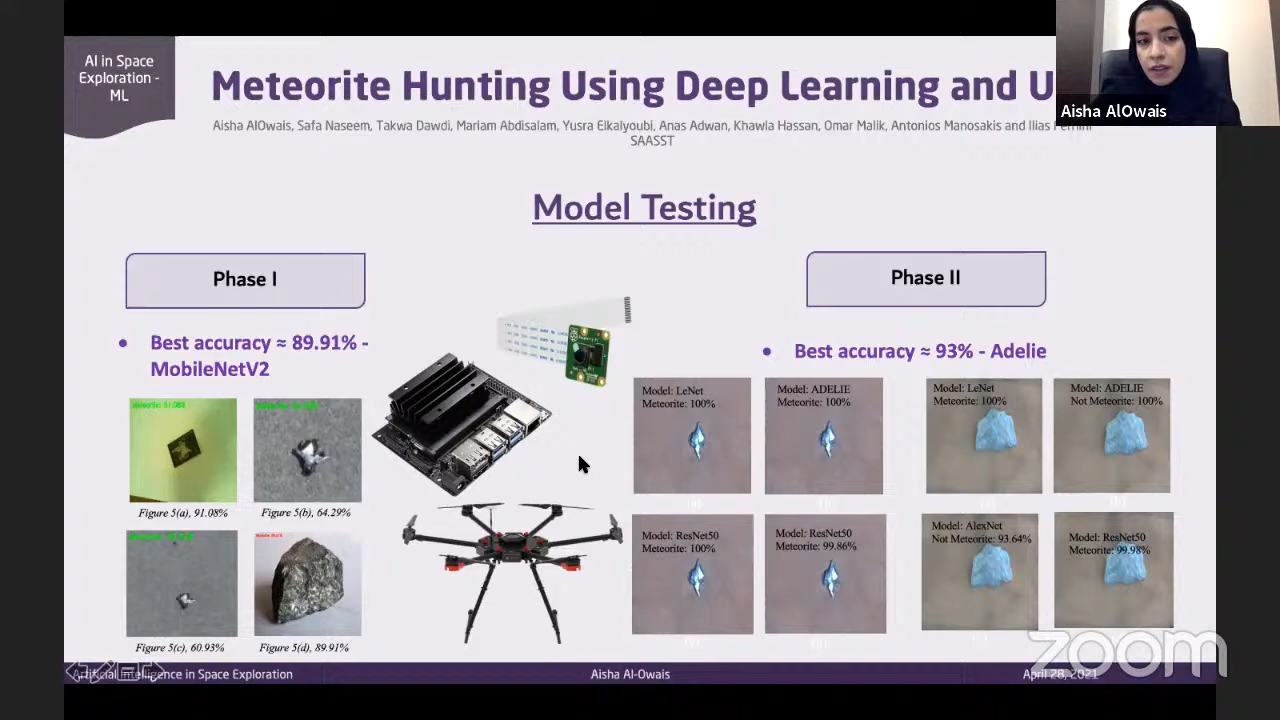 AI in Space
Exploration -
ML
Meteorite Hunting Using Deep Learning and U
Aisha AlOwais
Aisha AlOwais, Safa Naseem, Takwa Dawdi, Mariam Abdisalam, Yusra Elkalyoubi, Anas Adwan, Khawla Hassan, Omar Malik, Antonios Manosakis and Ilias
SAASST
Model Testing
Phase I
Phase II
• Best accuracy ≈ 89.91% -
MobileNetV2
• Best accuracy ≈ 93% - Adelie
Figure 5(a), 91.08%
Figure 5(b), 64.29%
Figure 5(c), 60.93%
Figure 5(d), 89.91%
Model: LeNet
Meteorite: 100%
Model: ADELIE
Meteorite: 100%
Model: LeNet
Meteorite: 100%
Model: ADELIE
Not Meteorite: 100%
Model: ResNet50
Meteorite: 100%
Model: ResNet50
Meteorite: 99.86%
Model: AlexNet
Not Meteorite: 93.64%
Model: ResNet50
Meteorite: 99.98%
zoom
Artificial Intelligence in Space Exploration
Aisha Al-Owais
April 28, 2021